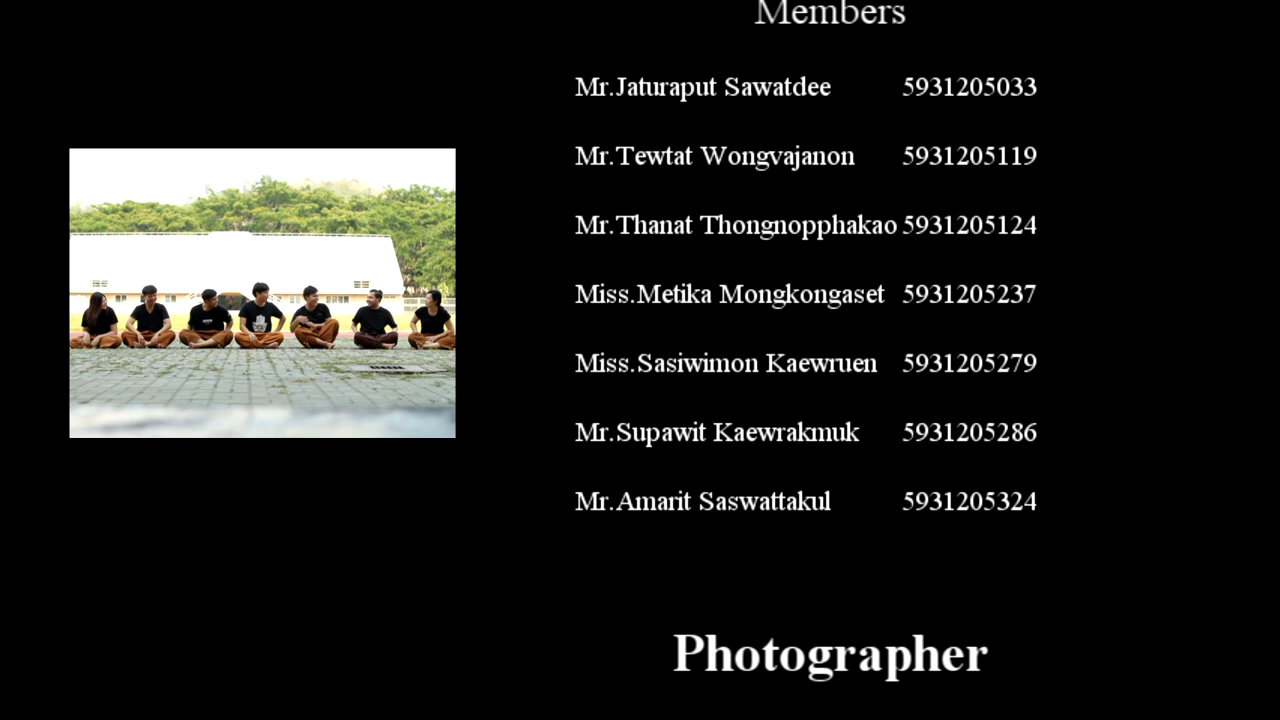 Members
Mr.Jaturaput Sawatdee 5931205033
Mr.Tewtat Wongvajanon 5931205119
Mr.Thanat Thongnopphakao 5931205124
Miss.Metika Mongkongaset 5931205237
Miss.Sasiwimon Kaewruen 5931205279
Mr.Supawit Kaewrakmuk 5931205286
Mr.Amarit Saswattakul 5931205324
Photographer